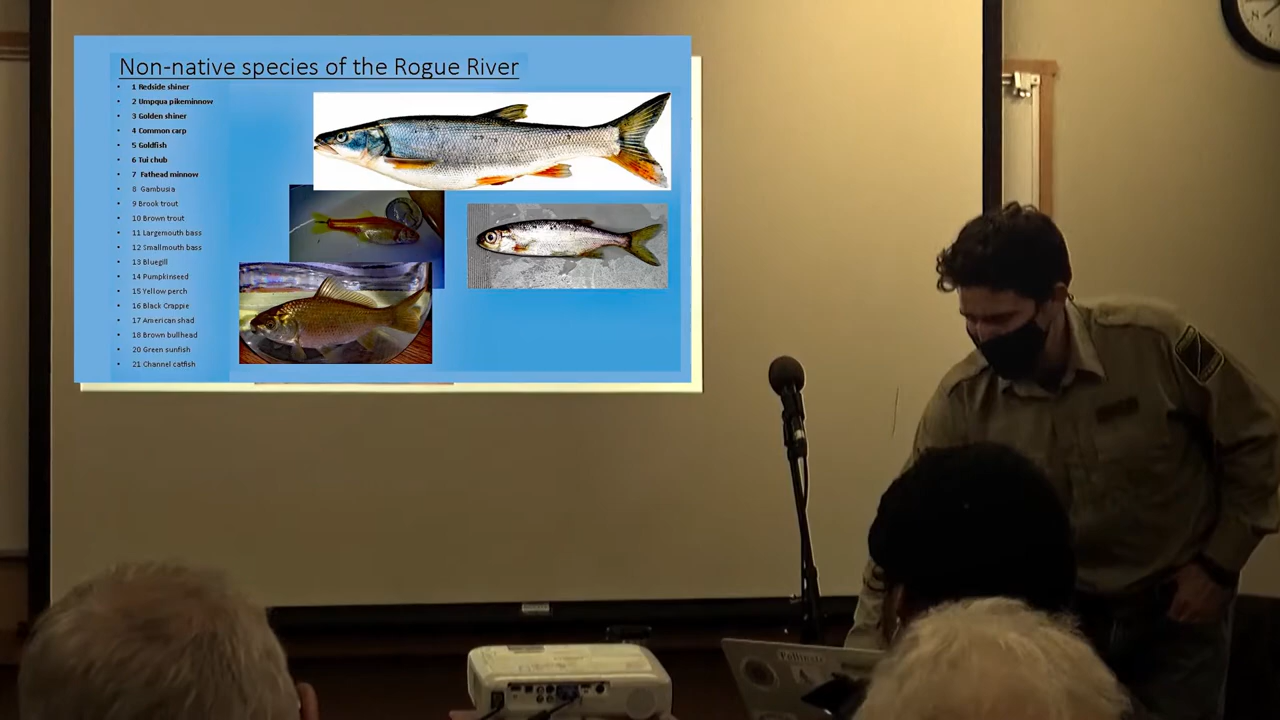 Non-native species of the Rogue River
• 1 Redside shiner
• 2 Umpqua pikeminnow
• 3 Golden shiner
• 4 Common carp
• 5 Goldfish
• 6 Tui chub
• 7 Fathead minnow
• 8 Gambusia
• 9 Brook trout
• 10 Brown trout
• 11 Largemouth bass
• 12 Smallmouth bass
• 13 Bluegill
• 14 Pumpkinseed
• 15 Yellow perch
• 16 Black Crappie
• 17 American shad
• 18 Brown bullhead
• 20 Green sunfish
• 21 Channel catfish